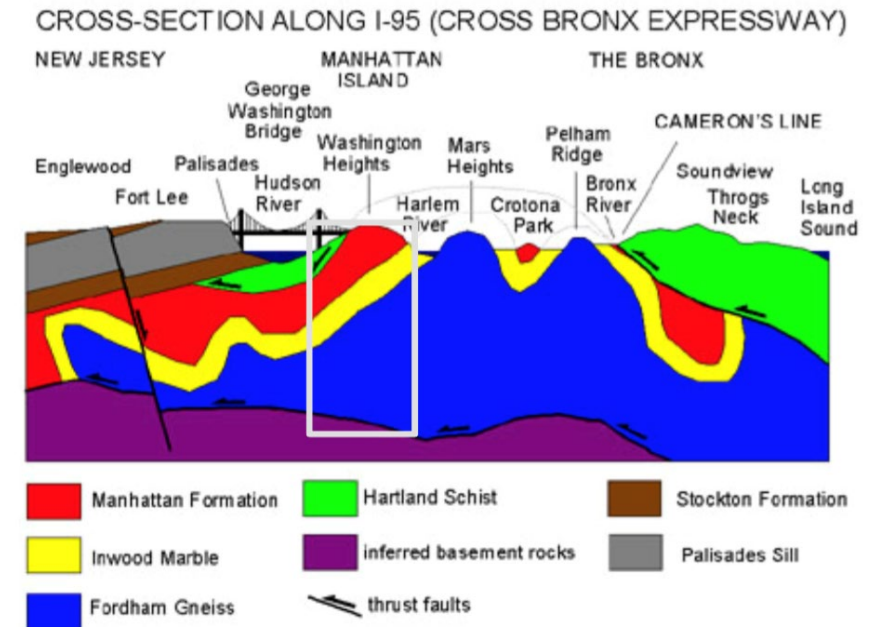 CROSS-SECTION ALONG I-95 (CROSS BRONX EXPRESSWAY)
NEW JERSEY
MANHATTAN
ISLAND
THE BRONX
George
Washington
Bridge
Washington
Heights
Mars
Heights
Pelham
Ridge
CAMERON'S LINE
Englewood
Palisades
Fort Lee
Hudson
River
Harlem
River
Crotona
Park
Bronx
River
Soundview
Throgs
Neck
Long
Island
Sound
Manhattan Formation
Hartland Schist
Stockton Formation
Inwood Marble
inferred basement rocks
Palisades Sill
Fordham Gneiss
thrust faults